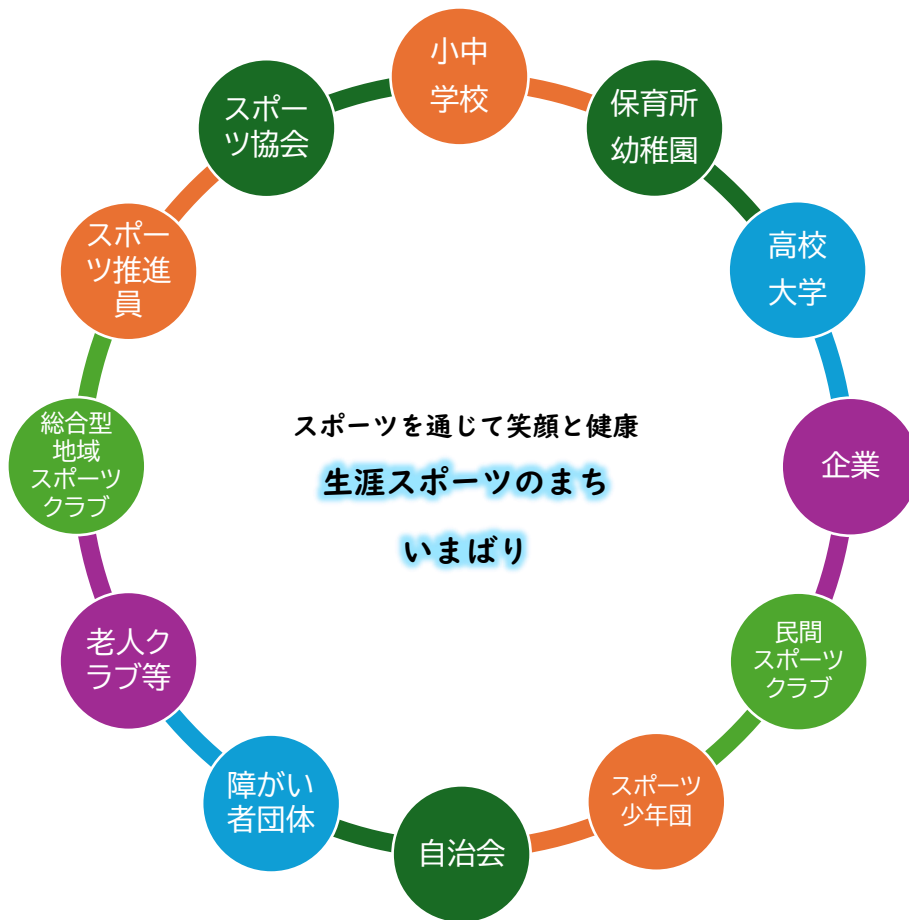 小中
学校
保育所
幼稚園
高校
大学
企業
民間
スポーツ
クラブ
スポーツ
少年団
自治会
障がい
者団体
老人ク
ラブ等
総合型
地域
スポーツ
クラブ
スポー
ツ推進
員
スポー
ツ協会
スポーツを通じて笑顔と健康
生涯スポーツのまち
いまばり